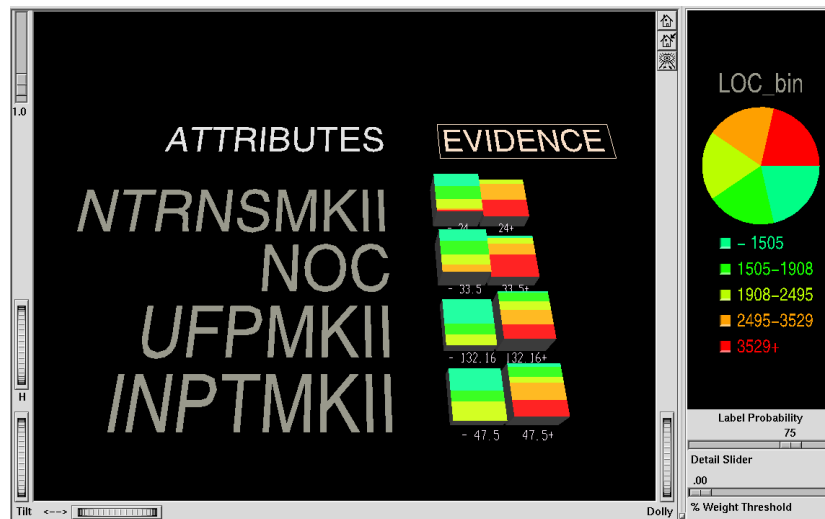 1.0
ATTRIBUTES EVIDENCE
NTRNSMKII
- 24 24+
NOC
- 33.5 33.5+
UFPMKII
- 132.16 132.16+
INPTMKII
- 47.5 47.5+
H
Tilt <--> Dolly
LOC_bin
- 1505
1505-1908
1908-2495
2495-3529
3529+
Label Probability
75
Detail Slider
.00
% Weight Threshold